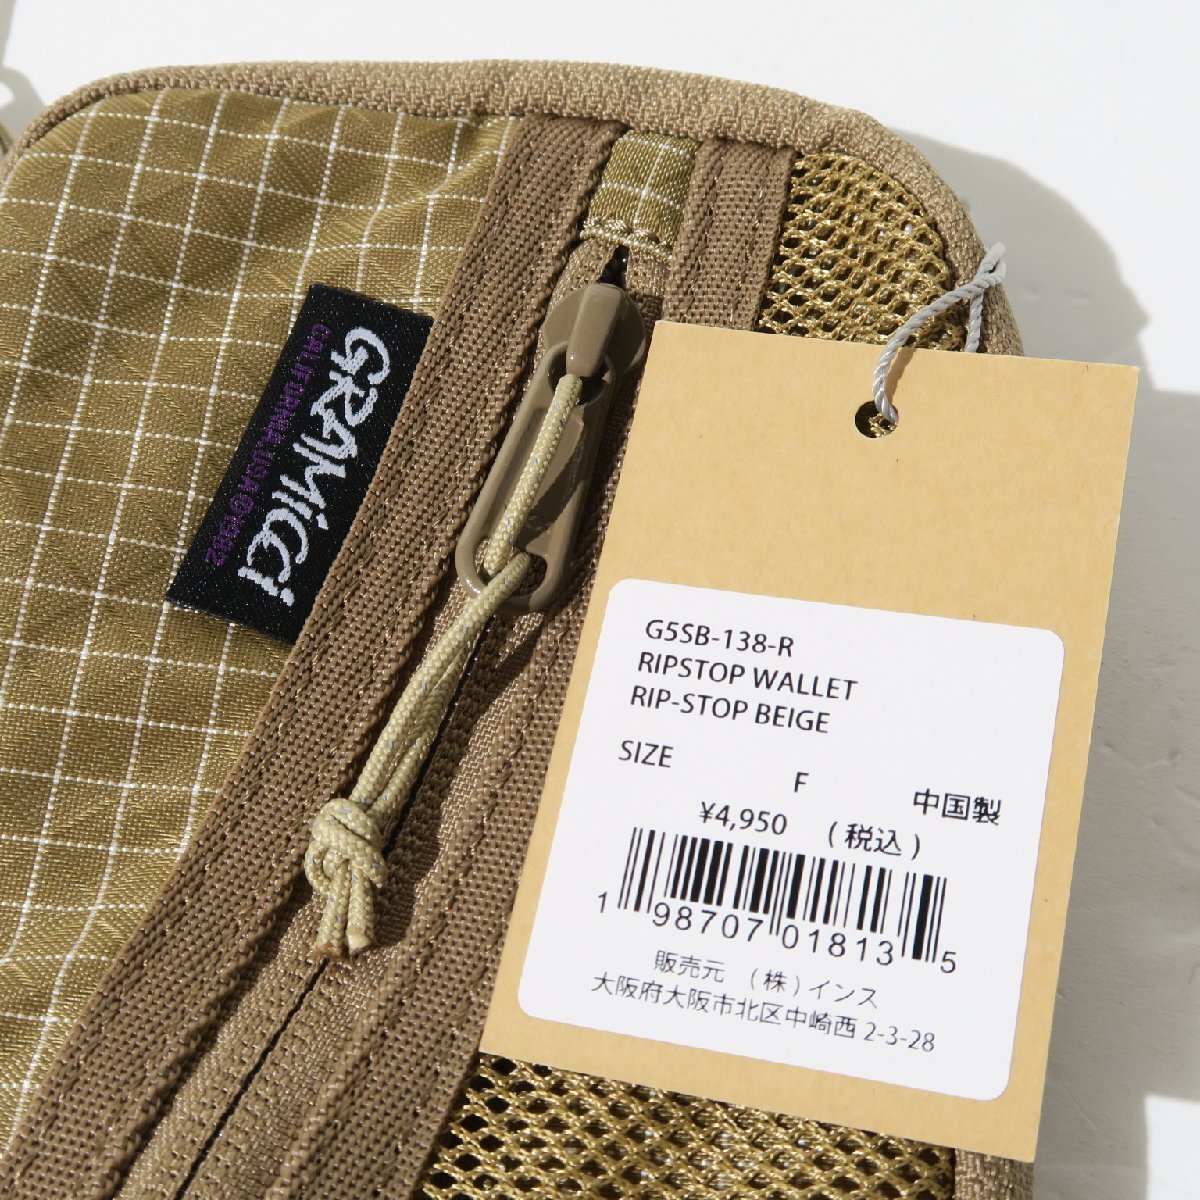 GRAMiCCi
CALIFORNIA.USA©1982
G5SB-138-R
RIPSTOP WALLET
RIP-STOP BEIGE
SIZE
F
中国製
¥4,950 (税込)
1 98707 01813 5
販売元 (株)インス
大阪府大阪市北区中崎西 2-3-28